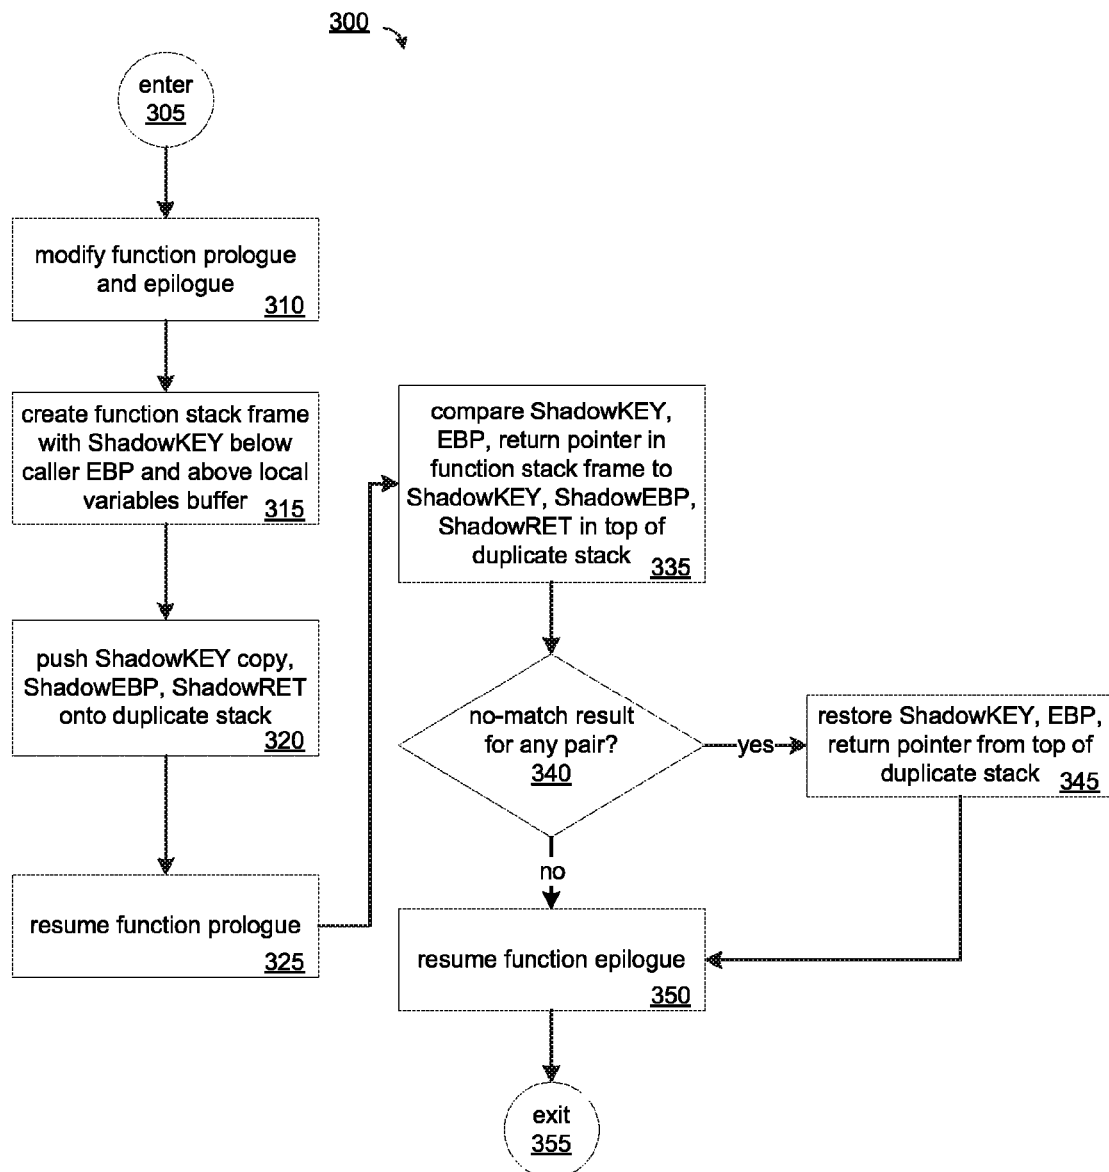 300
enter
305
modify function prologue
and epilogue
310
create function stack frame
with ShadowKEY below
caller EBP and above local
variables buffer
315
push ShadowKEY copy,
ShadowEBP, ShadowRET
onto duplicate stack
320
resume function prologue
325
compare ShadowKEY,
EBP, return pointer in
function stack frame to
ShadowKEY, ShadowEBP,
ShadowRET in top of
duplicate stack
335
no-match result
for any pair?
340
yes
restore ShadowKEY, EBP,
return pointer from top of
duplicate stack
345
no
resume function epilogue
350
exit
355